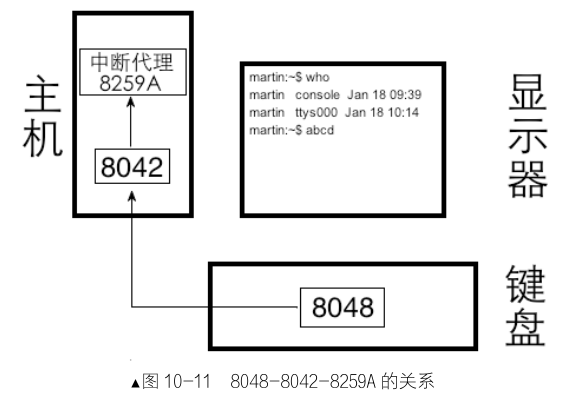 中断代理
8259A
主机
8042
martin:~$ who
martin console Jan 18 09:39
martin ttys000 Jan 18 10:14
martin:~$ abcd
显示器
8048
键盘
▲图 10-11 8048-8042-8259A 的关系